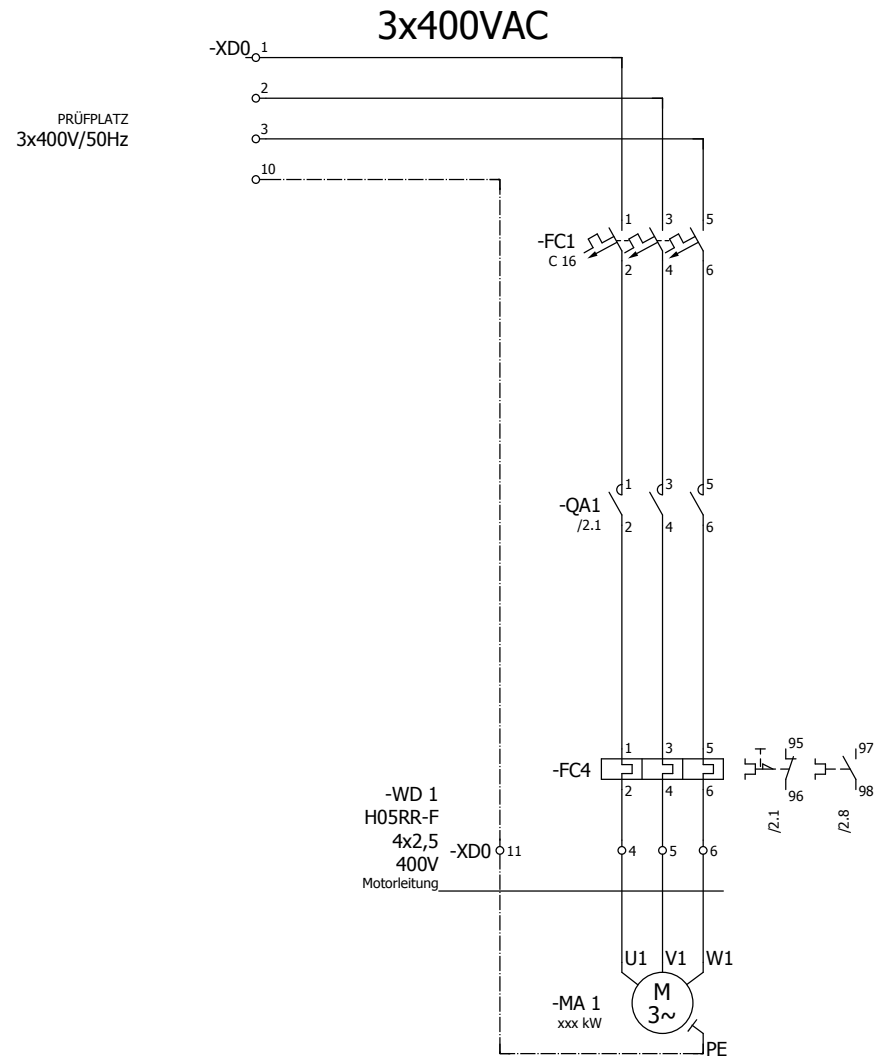 3x400VAC
-XD0 1
2
PRÜFPLATZ
3
3x400V/50Hz
10
1 3 5
-FC1
C 16
2 4 6
1 3 5
-QA1
/2.1
2 4 6
1 3 5
95 97
-FC4
2 4 6
96 98
/2.1 /2.8
-WD 1
H05RR-F
4x2,5
400V
Motorleitung
-XD0 11 4 5 6
U1 V1 W1
M
3~
-MA 1
xxx kW
PE